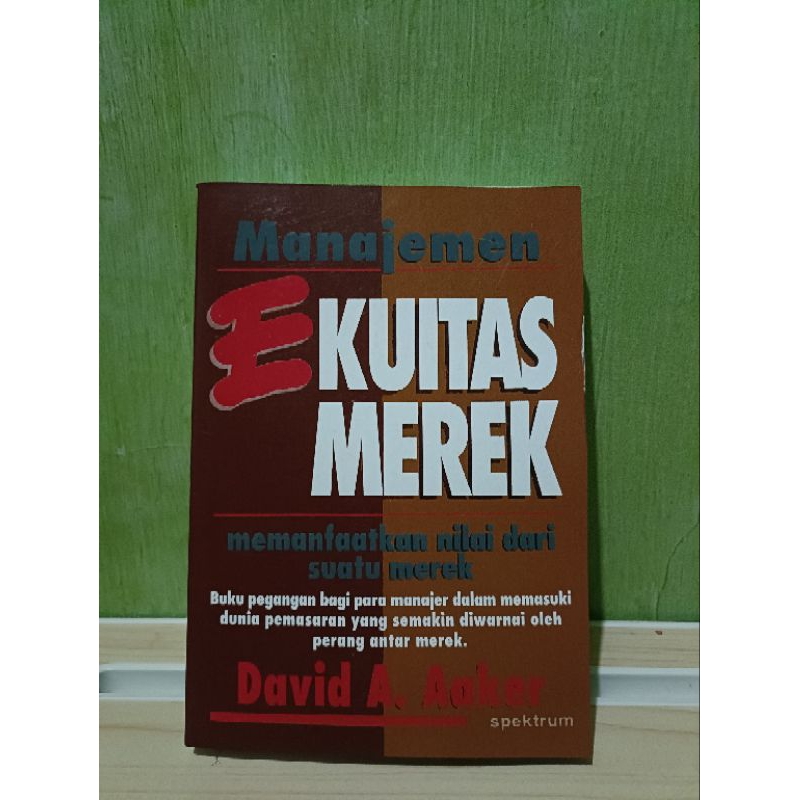 Manajemen
EKUITAS
MEREK
memanfaatkan nilai dari
suatu merek
Buku pegangan bagi para manajer dalam memasuki
dunia pemasaran yang semakin diwarnai oleh
perang antar merek.
David A. Aaker
spektrum